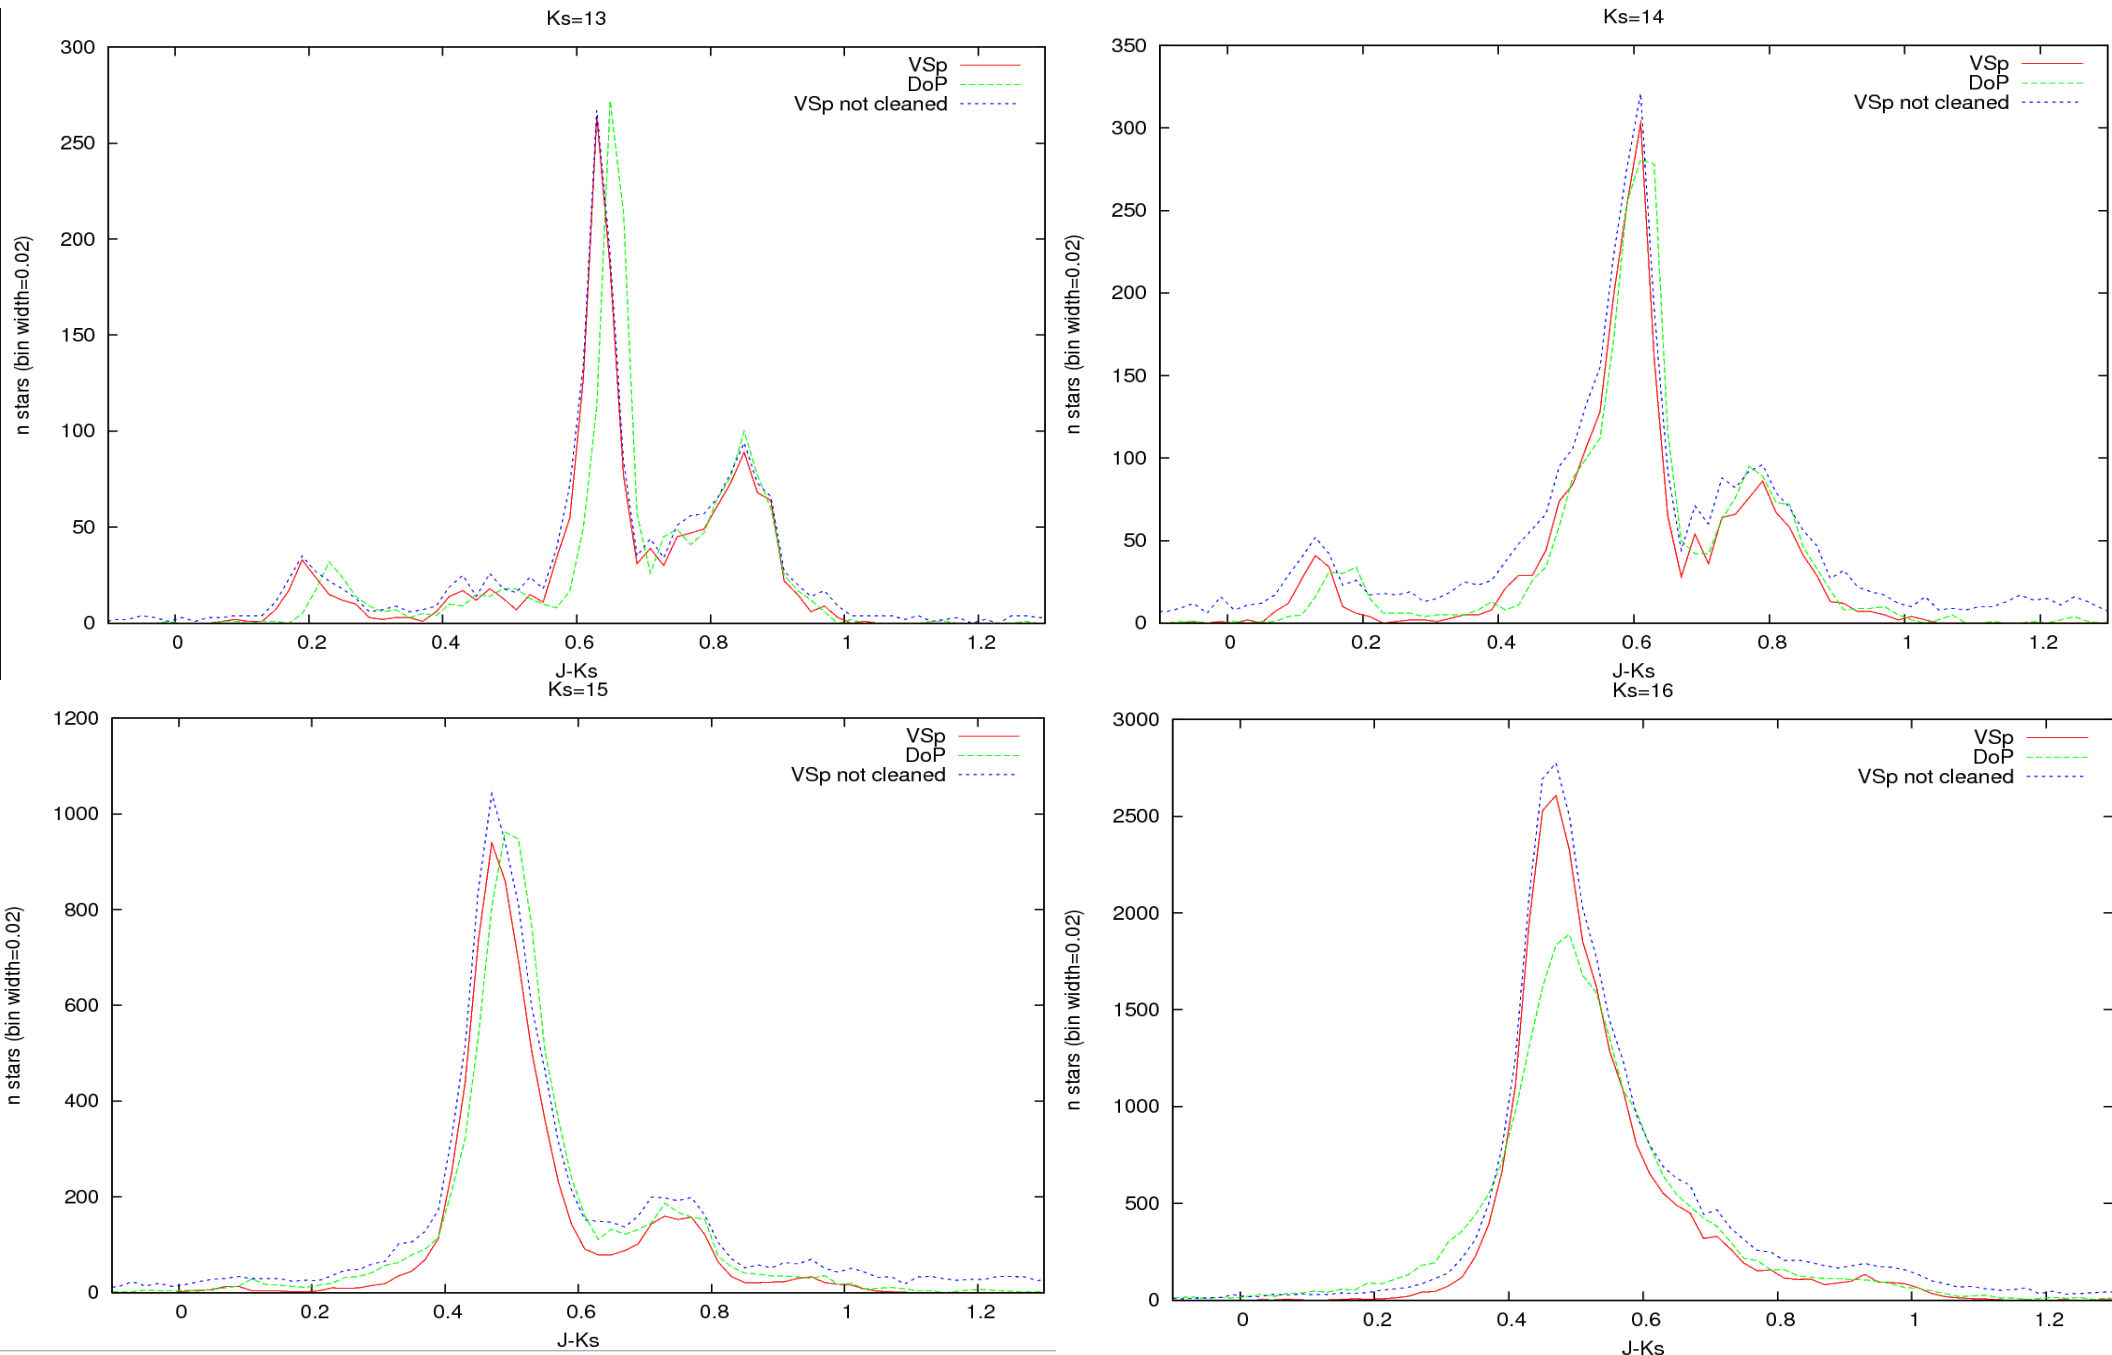 Ks=13
300
250
200
150
100
50
0
n stars (bin width=0.02)
VSp
DoP
VSp not cleaned
0 0.2 0.4 0.6 0.8 1 1.2
J-Ks
Ks=14
350
300
250
200
150
100
50
0
n stars (bin width=0.02)
VSp
DoP
VSp not cleaned
0 0.2 0.4 0.6 0.8 1 1.2
J-Ks
Ks=15
1200
1000
800
600
400
200
0
n stars (bin width=0.02)
VSp
DoP
VSp not cleaned
0 0.2 0.4 0.6 0.8 1 1.2
J-Ks
Ks=16
3000
2500
2000
1500
1000
500
0
n stars (bin width=0.02)
VSp
DoP
VSp not cleaned
0 0.2 0.4 0.6 0.8 1 1.2
J-Ks